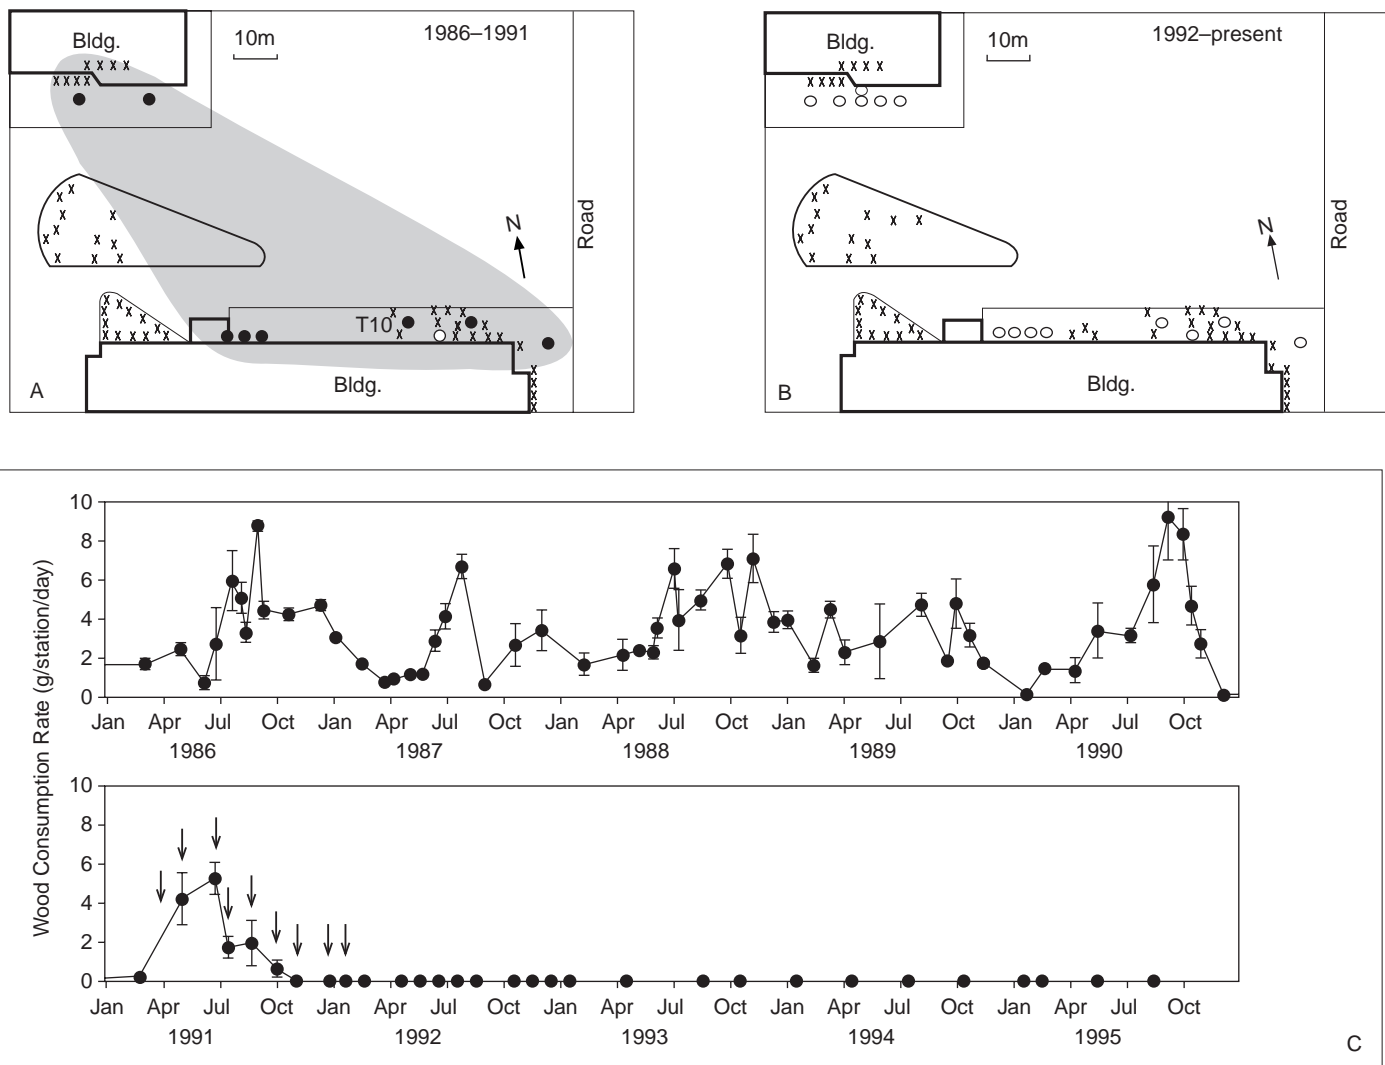 Bldg.
10m
1986–1991
x x x x
x x x x
N
Road
T10
Bldg.
A
Bldg.
10m
1992–present
x x x x
x x x x
N
Road
Bldg.
B
Wood Consumption Rate (g/station/day)
10
8
6
4
2
0
Jan Apr Jul Oct Jan Apr Jul Oct Jan Apr Jul Oct Jan Apr Jul Oct Jan Apr Jul Oct
1986 1987 1988 1989 1990
10
8
6
4
2
0
Jan Apr Jul Oct Jan Apr Jul Oct Jan Apr Jul Oct Jan Apr Jul Oct Jan Apr Jul Oct
1991 1992 1993 1994 1995
C